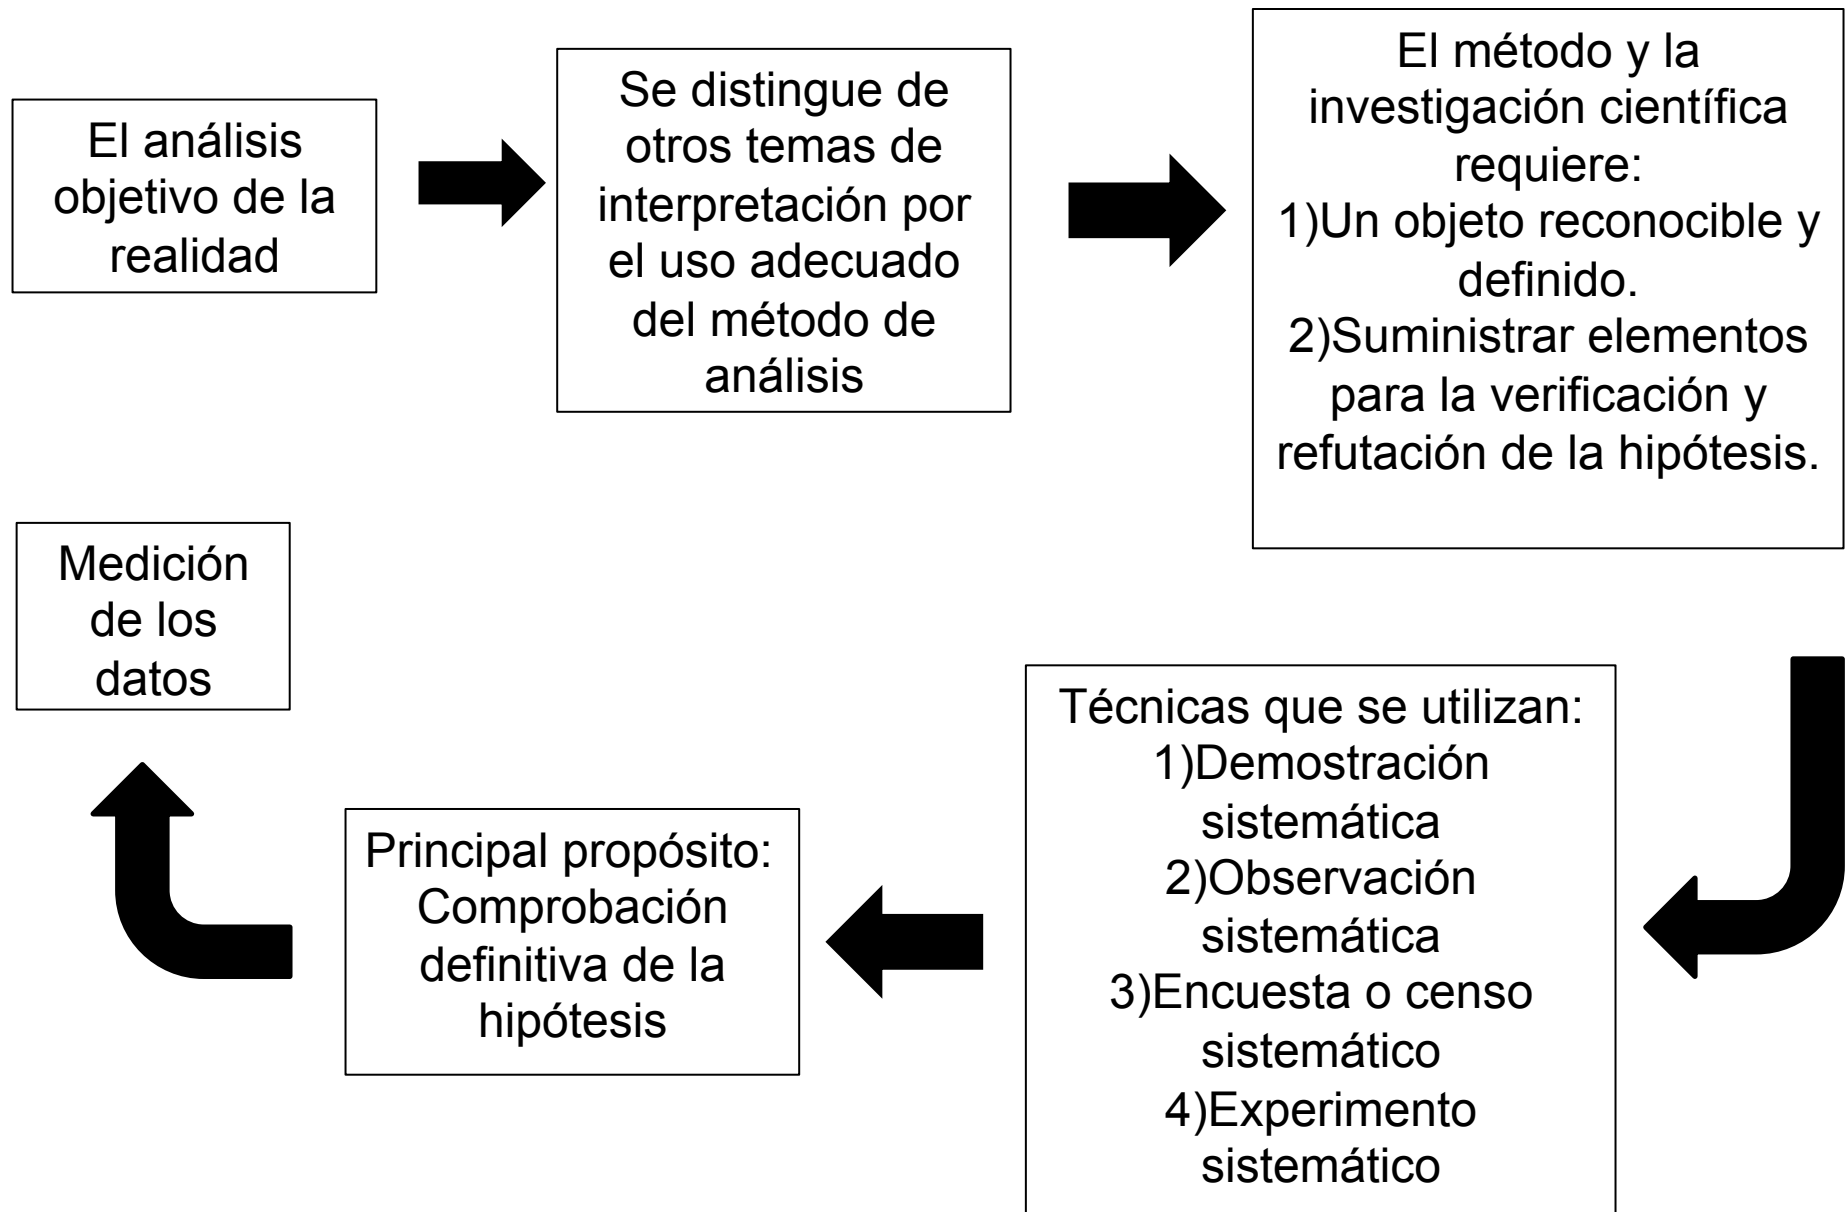 El análisis
objetivo de la
realidad
Se distingue de
otros temas de
interpretación por
el uso adecuado
del método de
análisis
El método y la
investigación científica
requiere:
1)Un objeto reconocible y
definido.
2)Suministrar elementos
para la verificación y
refutación de la hipótesis.
Técnicas que se utilizan:
1)Demostración
sistemática
2)Observación
sistemática
3)Encuesta o censo
sistemático
4)Experimento
sistemático
Principal propósito:
Comprobación
definitiva de la
hipótesis
Medición
de los
datos